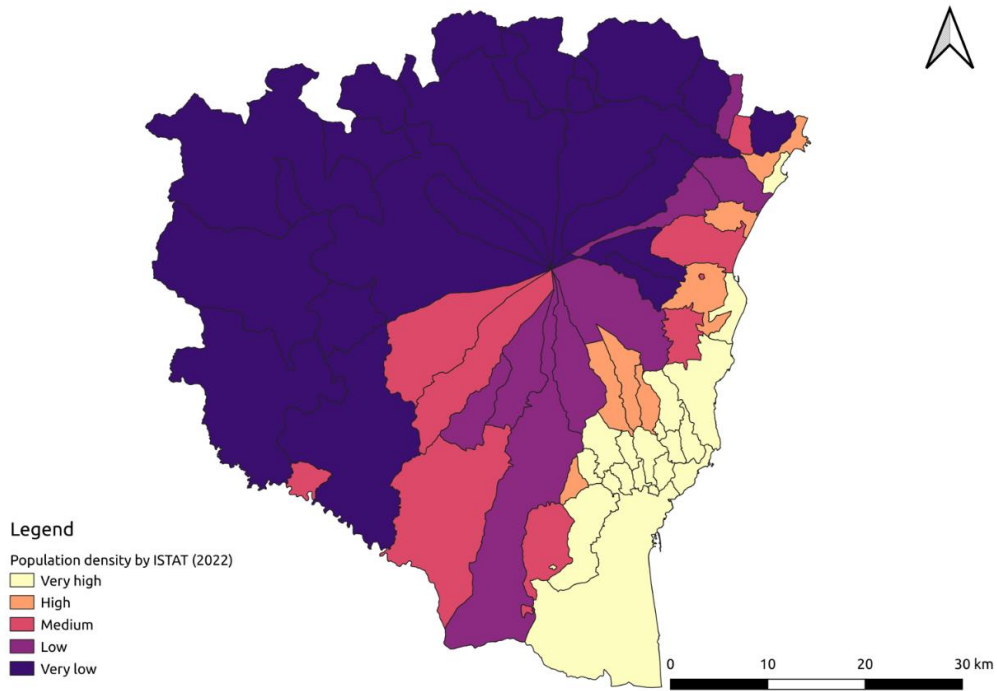 Legend
Population density by ISTAT (2022)
Very high
High
Medium
Low
Very low
0 10 20 30 km